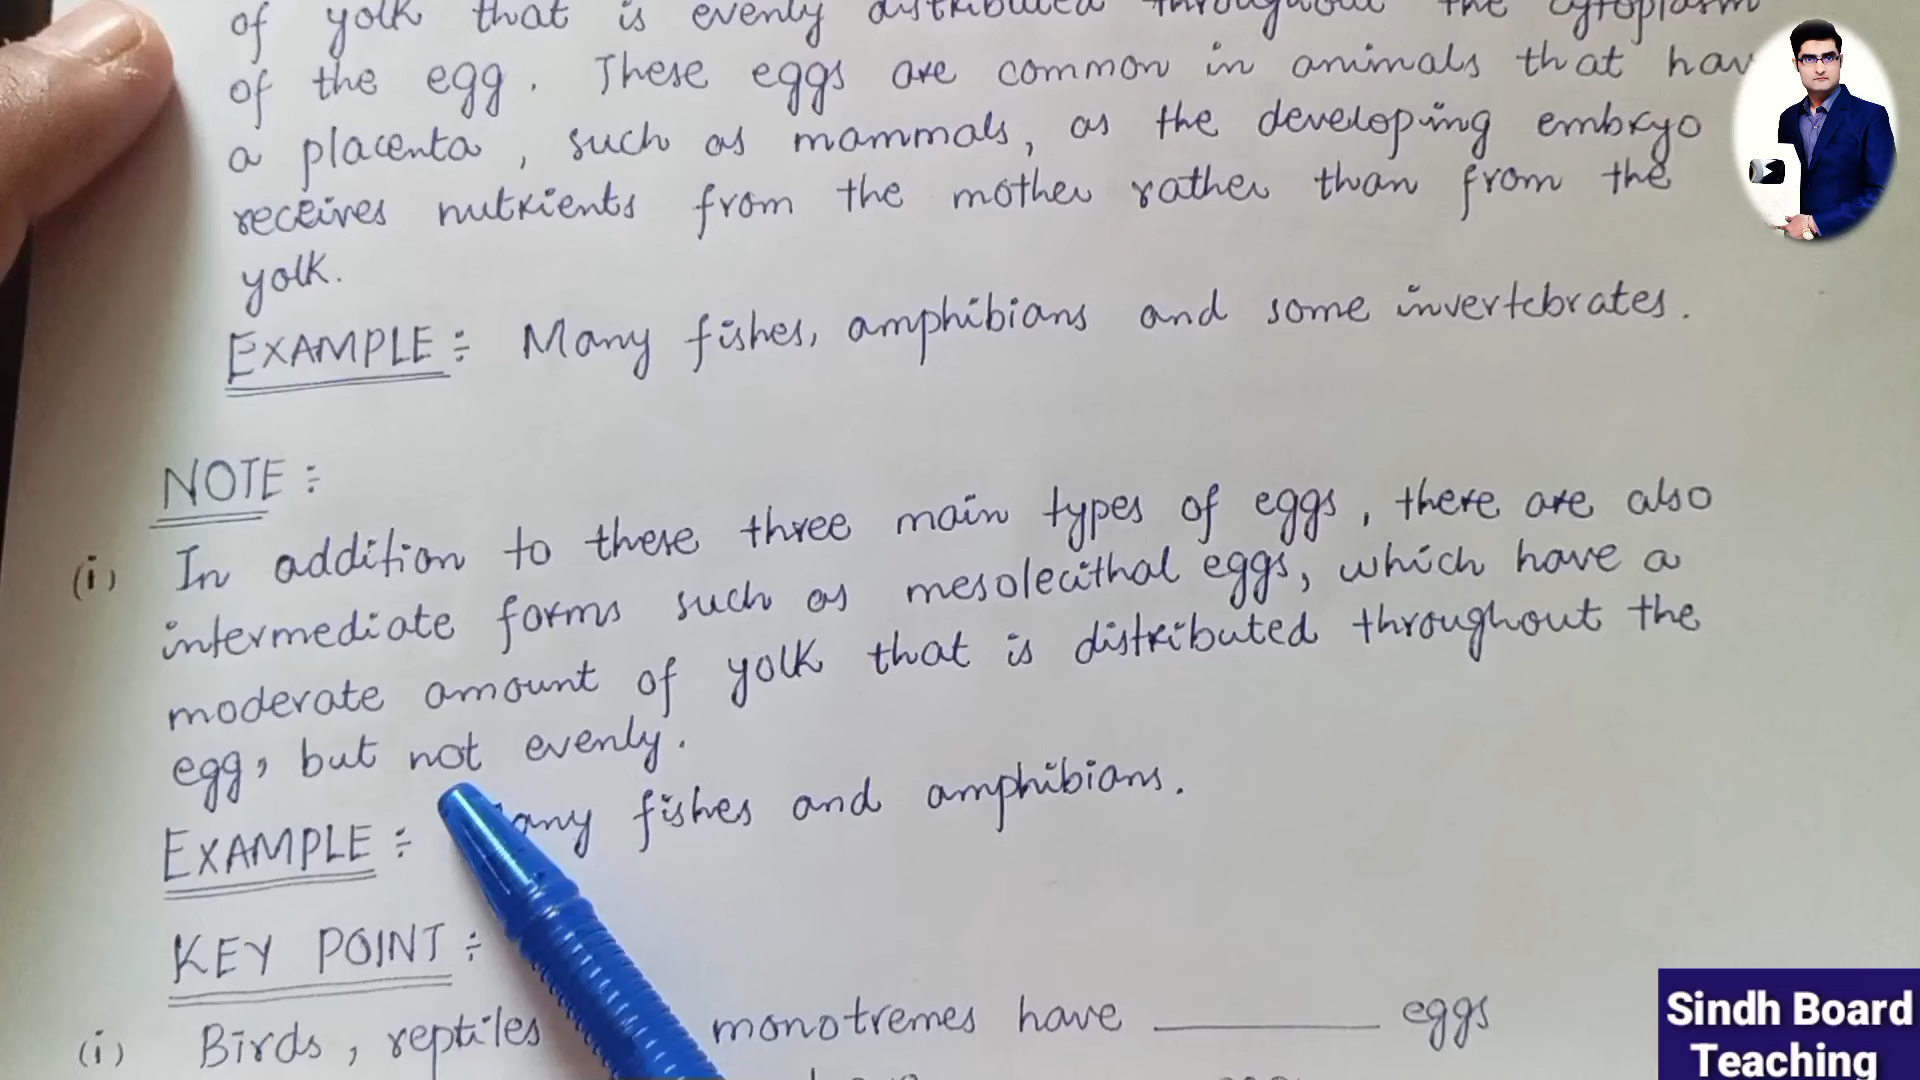 of yolk that is evenly distributed throughout the cytoplasm
of the egg. These eggs are common in animals that hav
a placenta, such as mammals, as the developing embryo
receives nutrients from the mother rather than from the
yolk.
EXAMPLE÷ Many fishes, amphibians and some invertebrates.
NOTE÷
(i) In addition to these three main types of eggs, there are also
intermediate forms such as mesolecithal eggs, which have a
moderate amount of yolk that is distributed throughout the
egg, but not evenly.
EXAMPLE÷ any fishes and amphibians.
KEY POINT÷
(i) Birds, reptiles monotremes have ________ eggs
Sindh Board
Teaching